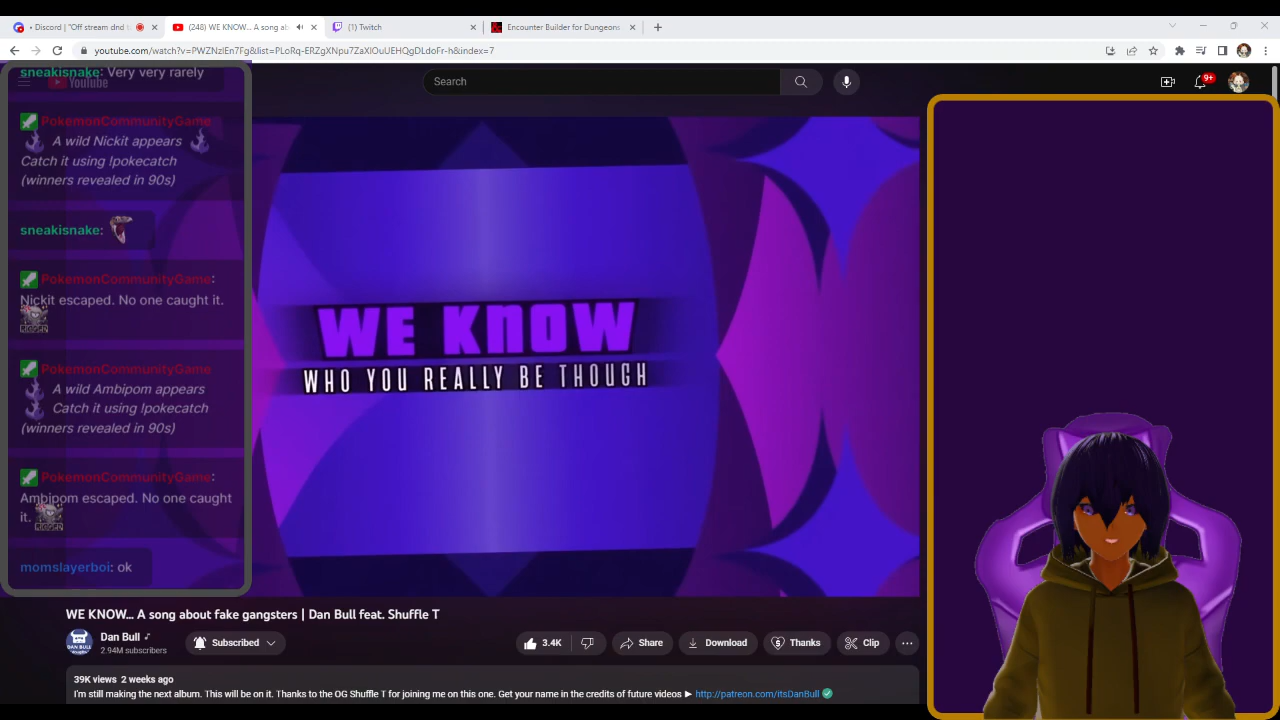 • Discord | "Off stream dnd t
(248) WE KNOW... A song ab
(1) Twitch
Encounter Builder for Dungeons
youtube.com/watch?v=PWZNzIEn7Fg&list=PLoRq-ERZgXNpu7ZaXlOuUEHQgDLdoFr-h&index=7
YouTube
Search
9+
sneakisnake: Very very rarely
PokemonCommunityGame
A wild Nickit appears
Catch it using !pokecatch
(winners revealed in 90s)
sneakisnake:
PokemonCommunityGame:
Nickit escaped. No one caught it.
PokemonCommunityGame
A wild Ambipom appears
Catch it using !pokecatch
(winners revealed in 90s)
PokemonCommunityGame:
Ambipom escaped. No one caught
it.
momslayerboi: ok
WE KNOW
WHO YOU REALLY BE THOUGH
WE KNOW... A song about fake gangsters | Dan Bull feat. Shuffle T
Dan Bull
2.94M subscribers
Subscribed
3.4K
Share
Download
Thanks
Clip
39K views 2 weeks ago
I'm still making the next album. This will be on it. Thanks to the OG Shuffle T for joining me on this one. Get your name in the credits of future videos ► http://patreon.com/itsDanBull